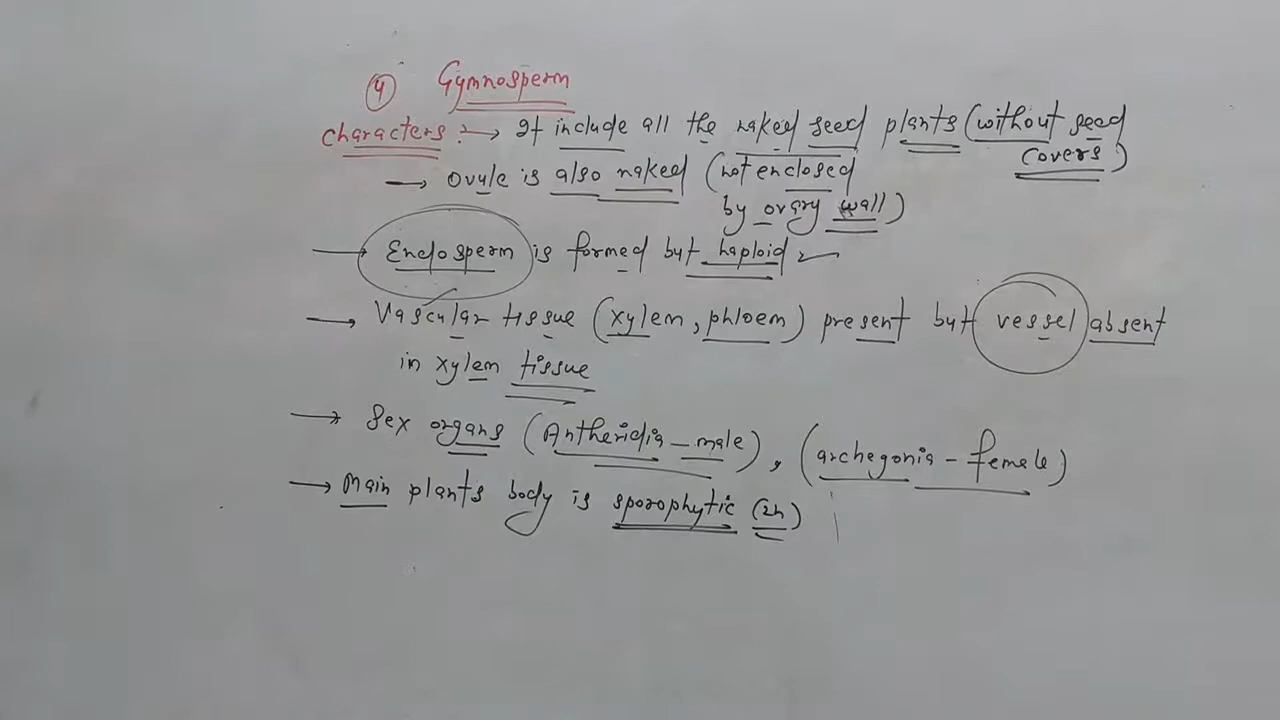 4 Gymnosperm
characters :→ It include all the naked seed plants (without seed
covers)
→ Ovule is also naked (not enclosed
by ovary wall)
→ Endosperm is formed but haploid
→ Vascular tissue (xylem, phloem) present but vessel absent
in xylem tissue
→ Sex organs (Antheridia - male), (archegonia - female)
→ Main plants body is sporophytic (2n)